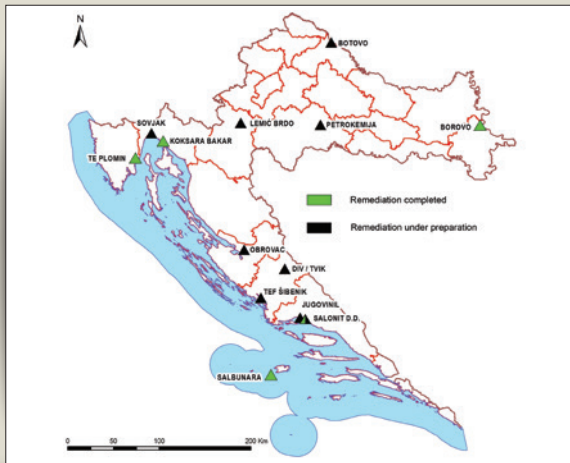 N
BOTOVO
SOVJAK
LEMIĆ BRDO
PETROKEMIJA
BOROVO
KOKSARA BAKAR
TE PLOMIN
Remediation completed
Remediation under preparation
OBROVAC
DIV / TVIK
TEF ŠIBENIK
JUGOVINIL
SALONIT D.D.
SALBUNARA
0
100
200 Km